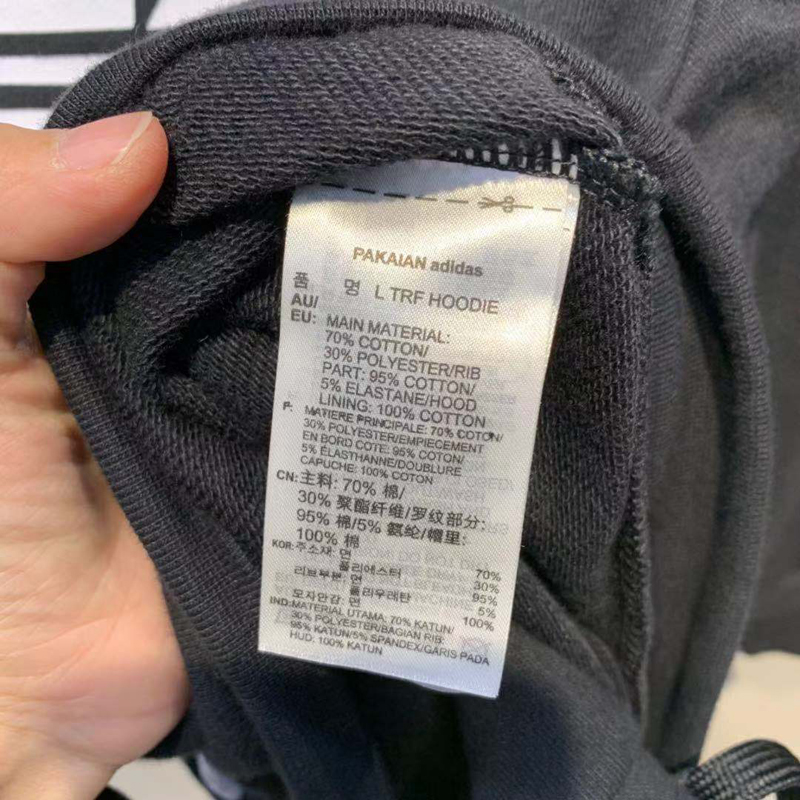 PAKAIAN adidas
품 명 L TRF HOODIE
AU/
EU: MAIN MATERIAL:
70% COTTON/
30% POLYESTER/RIB
PART: 95% COTTON/
5% ELASTANE/HOOD
LINING: 100% COTTON
F: MATIERE PRINCIPALE: 70% COTON/
30% POLYESTER/EMPIECEMENT
EN BORD COTE: 95% COTON/
5% ÉLASTHANNE/DOUBLURE
CAPUCHE: 100% COTON
CN:主料: 70% 棉/
30% 聚酯纤维/罗纹部分:
95% 棉/5% 氨纶/帽里:
100% 棉
KOR:주소재: 면 70%
폴리에스터 30%
리브부분: 면 95%
폴리우레탄 5%
모자안감: 면 100%
IND:MATERIAL UTAMA: 70% KATUN/
30% POLYESTER/BAGIAN RIB:
95% KATUN/5% SPANDEX/GARIS PADA
HUD: 100% KATUN